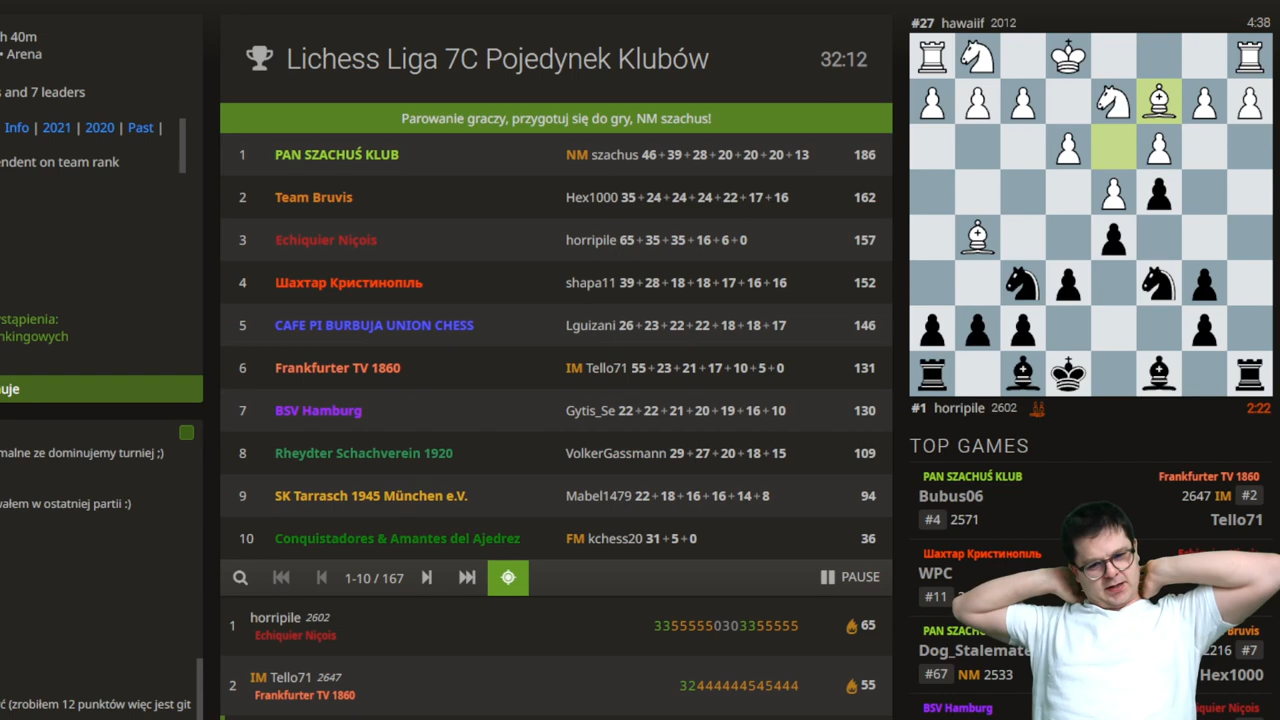 h 40m
• Arena
s and 7 leaders
Info | 2021 | 2020 | Past |
endent on team rank
ystąpienia:
nkingowych
uje
malne ze dominujemy turniej ;)
wałem w ostatniej partii :)
ć (zrobiłem 12 punktów więc jest git
Lichess Liga 7C Pojedynek Klubów 32:12
Parowanie graczy, przygotuj się do gry, NM szachus!
1 PAN SZACHUŚ KLUB NM szachus 46+39+28+20+20+20+13 186
2 Team Bruvis Hex1000 35+24+24+24+22+17+16 162
3 Echiquier Niçois horripile 65+35+35+16+6+0 157
4 Шахтар Кристинопіль shapa11 39+28+18+18+17+16+16 152
5 CAFE PI BURBUJA UNION CHESS Lguizani 26+23+22+22+18+18+17 146
6 Frankfurter TV 1860 IM Tello71 55+23+21+17+10+5+0 131
7 BSV Hamburg Gytis_Se 22+22+21+20+19+16+10 130
8 Rheydter Schachverein 1920 VolkerGassmann 29+27+20+18+15 109
9 SK Tarrasch 1945 München e.V. Mabel1479 22+18+16+16+14+8 94
10 Conquistadores & Amantes del Ajedrez FM kchess20 31+5+0 36
1-10 / 167 PAUSE
1 horripile 2602 335555550303355555 65
Echiquier Niçois
2 IM Tello71 2647 324444445454444 55
Frankfurter TV 1860
#27 hawaiif 2012 4:38
#1 horripile 2602 2:22
TOP GAMES
PAN SZACHUŚ KLUB Frankfurter TV 1860
Bubus06 2647 IM #2
#4 2571 Tello71
Шахтар Кристинопіль
WPC
#11
PAN SZACH Bruvis
Dog_Stalemate 2216 #7
#67 NM 2533 Hex1000
BSV Hamburg iquier Niçois